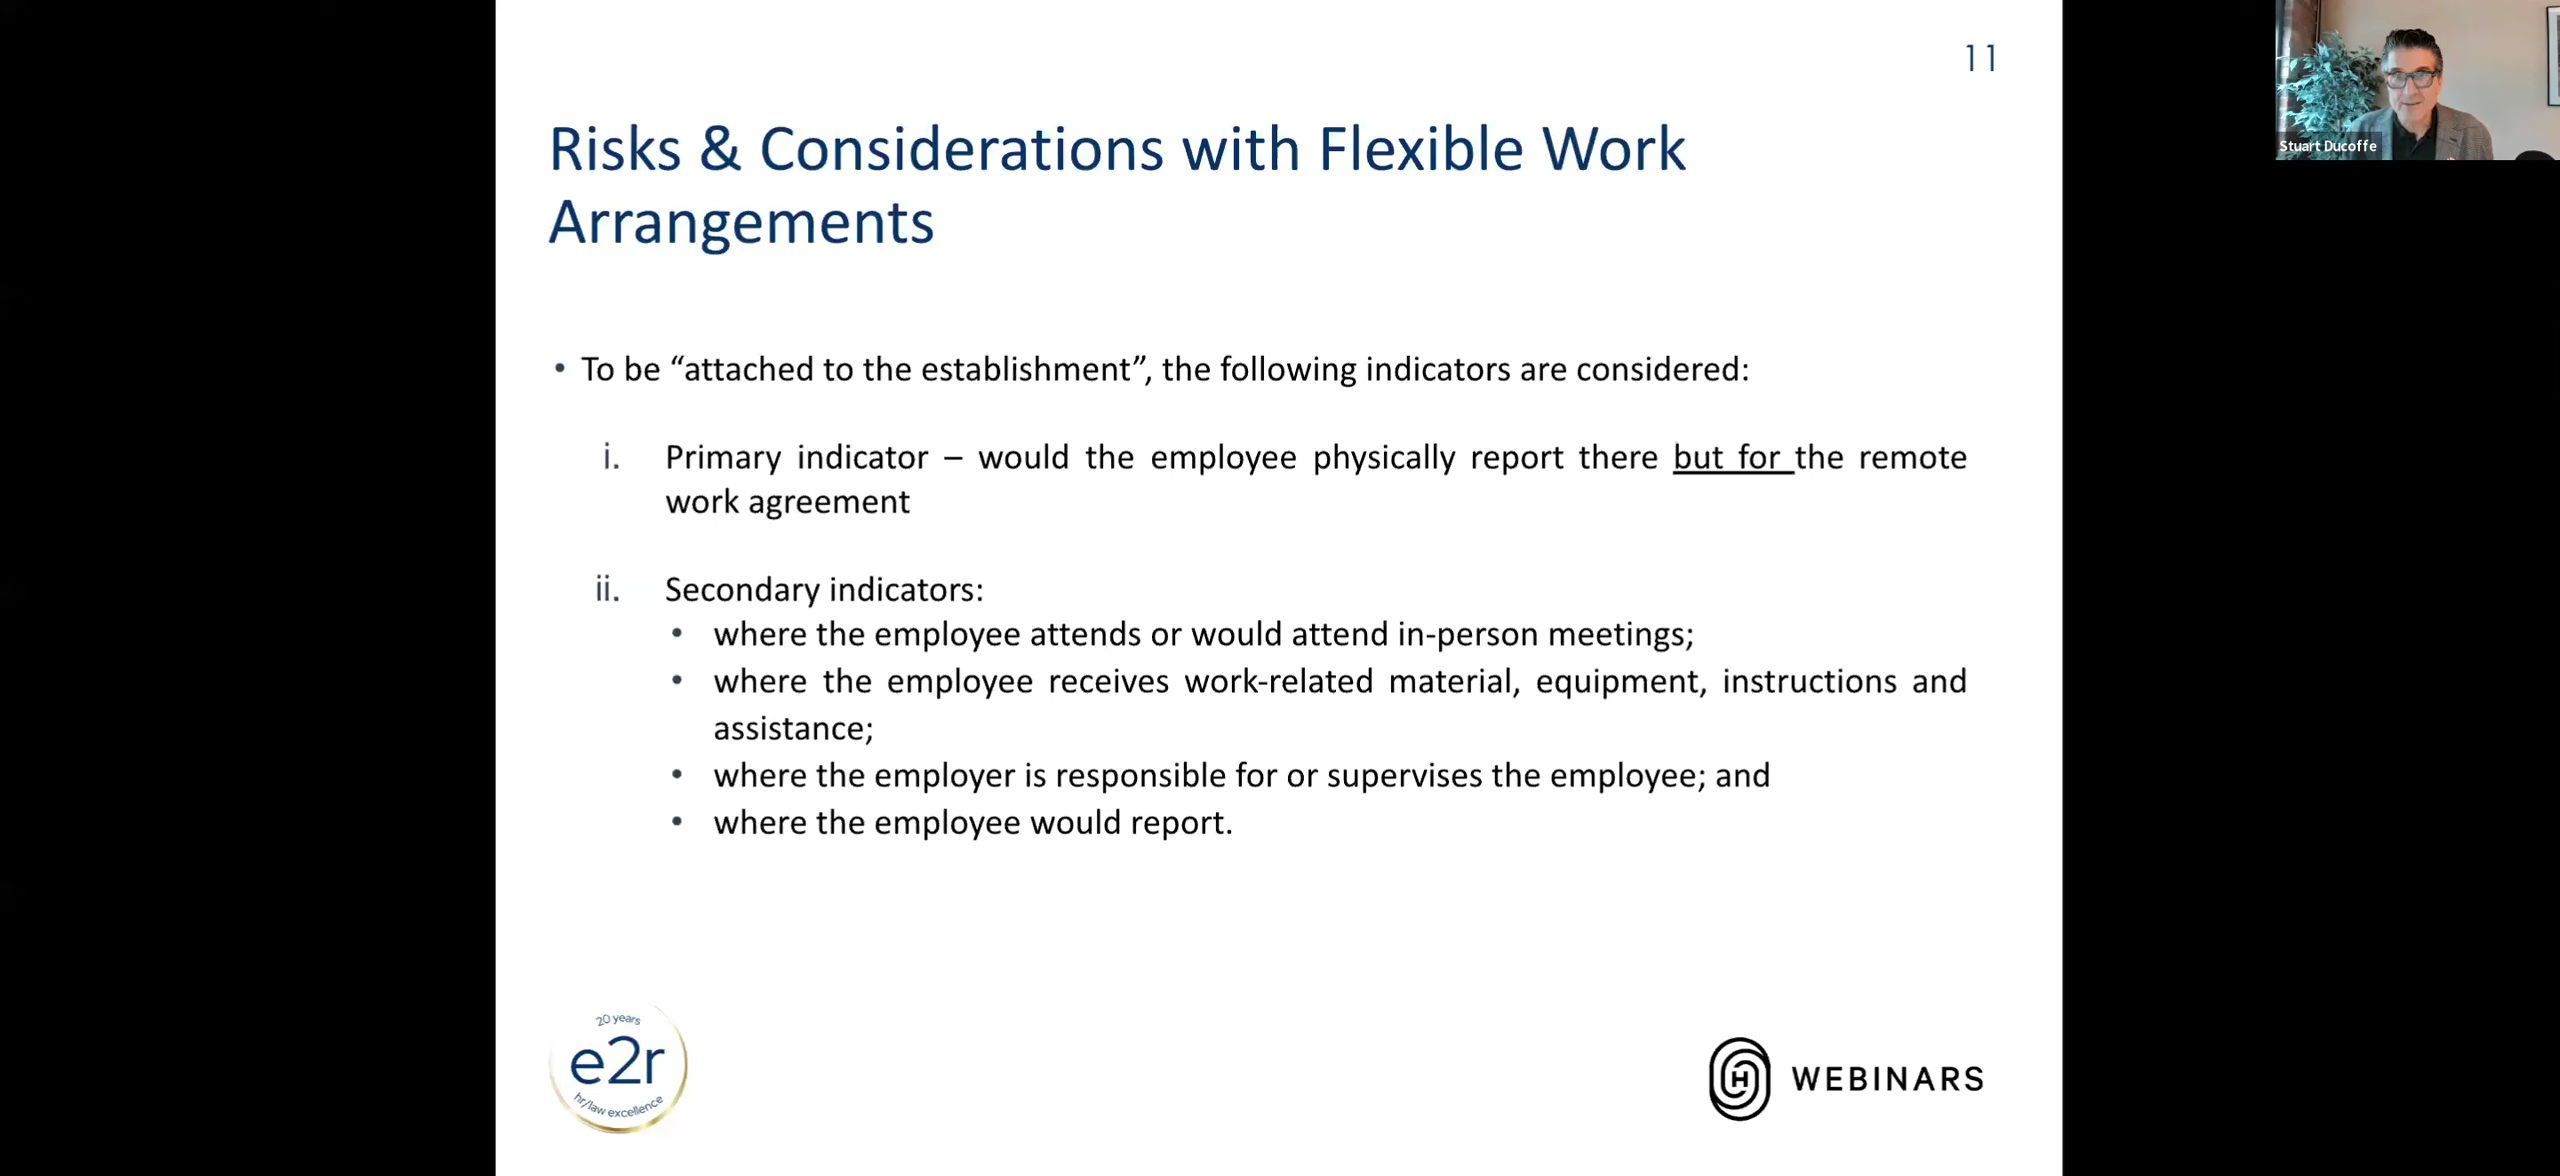 11
Stuart Ducoffe
Risks & Considerations with Flexible Work
Arrangements
• To be “attached to the establishment”, the following indicators are considered:
i. Primary indicator – would the employee physically report there but for the remote
work agreement
ii. Secondary indicators:
• where the employee attends or would attend in-person meetings;
• where the employee receives work-related material, equipment, instructions and
assistance;
• where the employer is responsible for or supervises the employee; and
• where the employee would report.
20 years
e2r
hr/law excellence
H WEBINARS